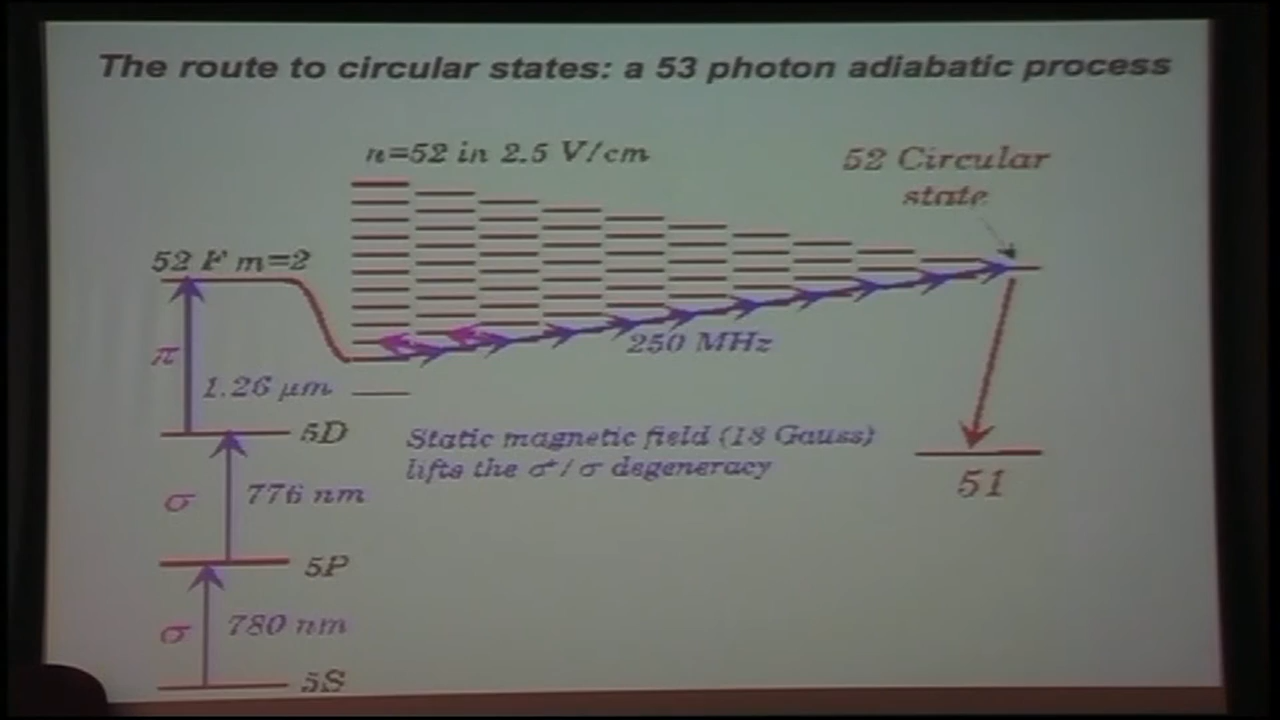 The route to circular states: a 53 photon adiabatic process
n=52 in 2.5 V/cm
52 Circular
state
52 F m=2
250 MHz
π
1.26 μm
5D
Static magnetic field (18 Gauss)
lifts the σ⁺/σ degeneracy
51
σ
776 nm
5P
σ
780 nm
5S